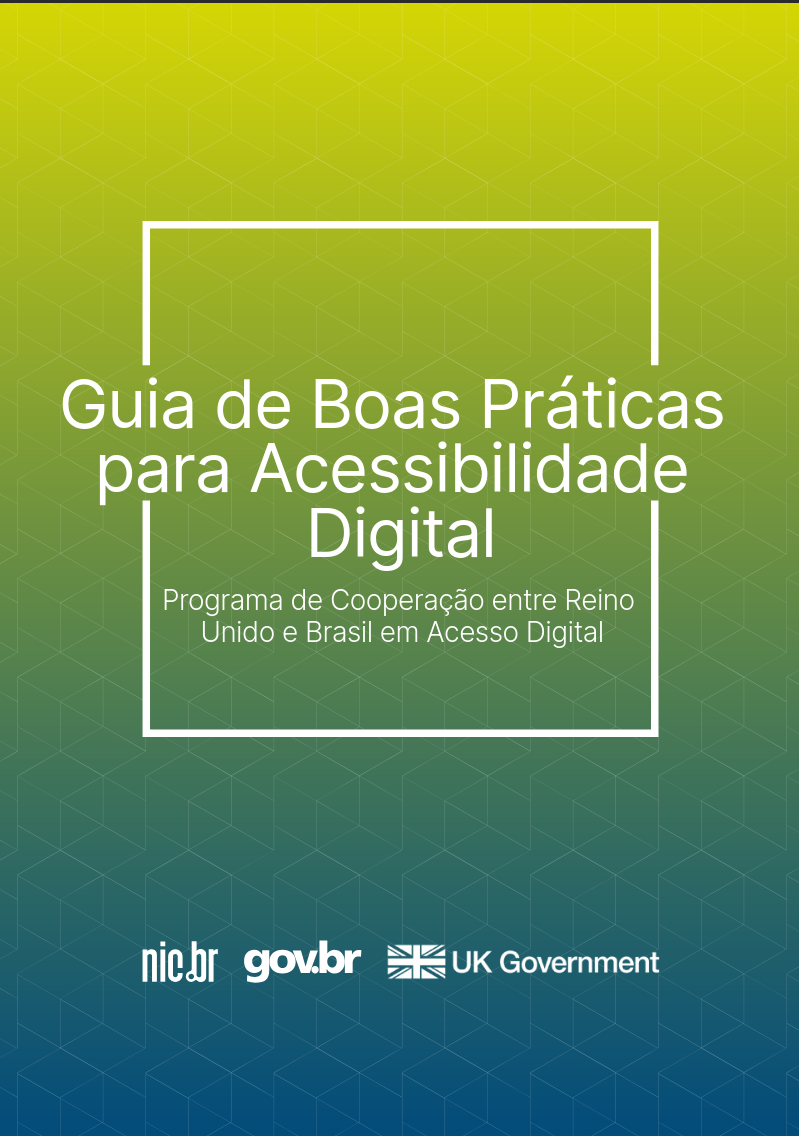 Guia de Boas Práticas
para Acessibilidade
Digital
Programa de Cooperação entre Reino
Unido e Brasil em Acesso Digital
nic.br gov.br UK Government